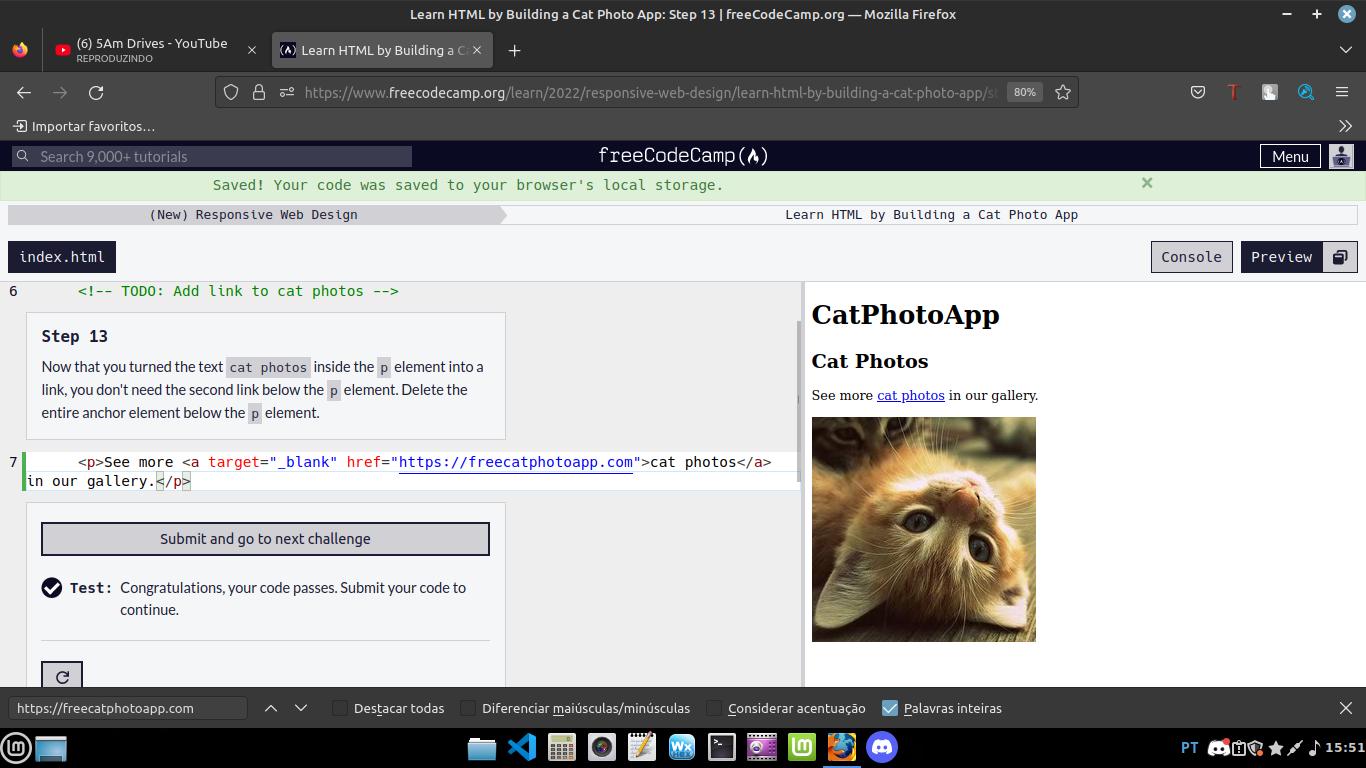 Learn HTML by Building a Cat Photo App: Step 13 | freeCodeCamp.org — Mozilla Firefox
(6) 5Am Drives - YouTube
REPRODUZINDO
Learn HTML by Building a C
https://www.freecodecamp.org/learn/2022/responsive-web-design/learn-html-by-building-a-cat-photo-app/s
80%
Importar favoritos…
Search 9,000+ tutorials
freeCodeCamp
Menu
Saved! Your code was saved to your browser's local storage.
(New) Responsive Web Design
Learn HTML by Building a Cat Photo App
index.html
Console
Preview
6 <!-- TODO: Add link to cat photos -->
Step 13
Now that you turned the text cat photos inside the p element into a
link, you don't need the second link below the p element. Delete the
entire anchor element below the p element.
7 <p>See more <a target="_blank" href="https://freecatphotoapp.com">cat photos</a>
in our gallery.</p>
Submit and go to next challenge
Test: Congratulations, your code passes. Submit your code to
continue.
CatPhotoApp
Cat Photos
See more cat photos in our gallery.
https://freecatphotoapp.com
Destacar todas
Diferenciar maiúsculas/minúsculas
Considerar acentuação
Palavras inteiras
PT
15:51